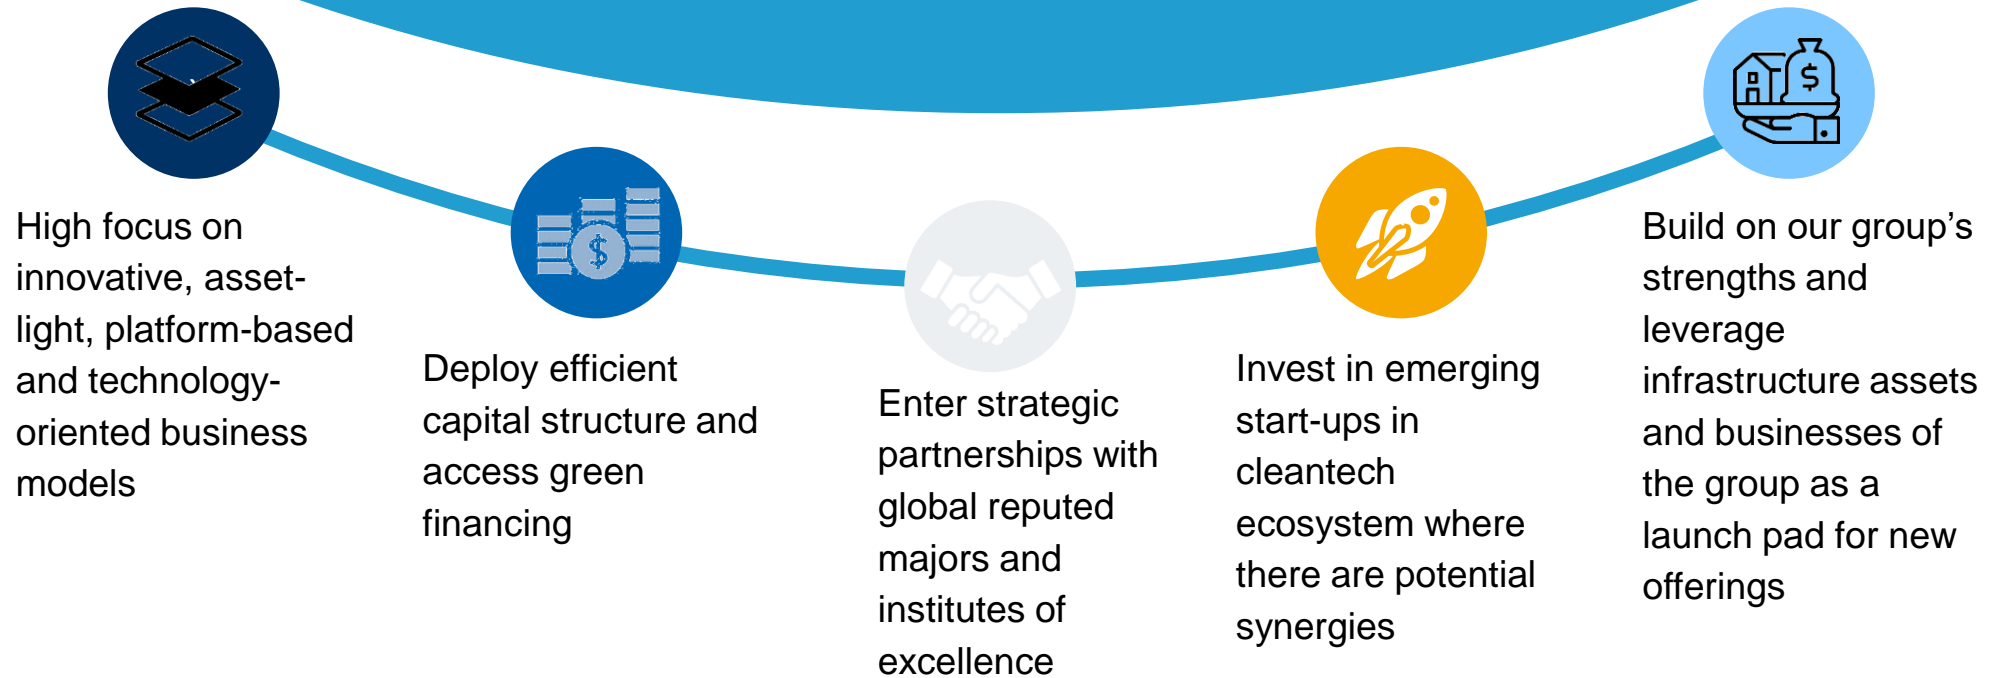 High focus on
innovative, asset-
light, platform-based
and technology-
oriented business
models
Deploy efficient
capital structure and
access green
financing
Enter strategic
partnerships with
global reputed
majors and
institutes of
excellence
Invest in emerging
start-ups in
cleantech
ecosystem where
there are potential
synergies
Build on our group’s
strengths and
leverage
infrastructure assets
and businesses of
the group as a
launch pad for new
offerings